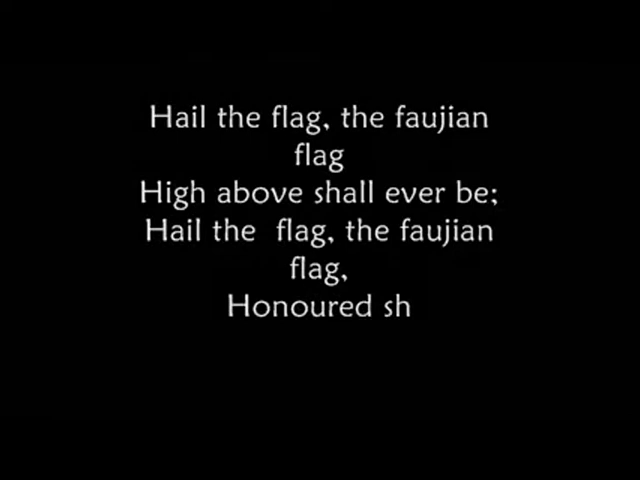 Hail the flag, the faujian
flag
High above shall ever be;
Hail the  flag, the faujian
flag,
Honoured sh